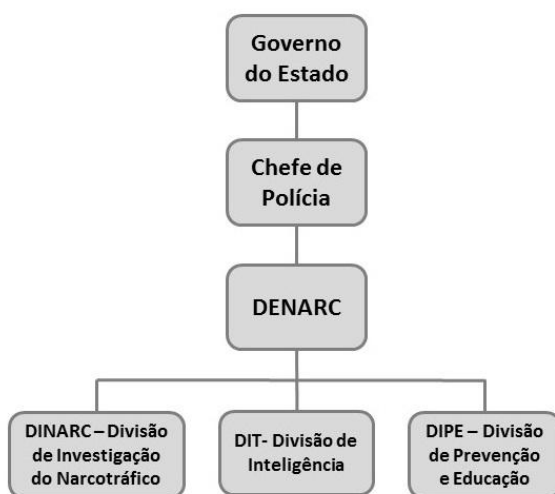 Governo
do Estado
Chefe de
Polícia
DENARC
DINARC – Divisão
de Investigação
do Narcotráfico
DIT- Divisão de
Inteligência
DIPE – Divisão
de Prevenção
e Educação